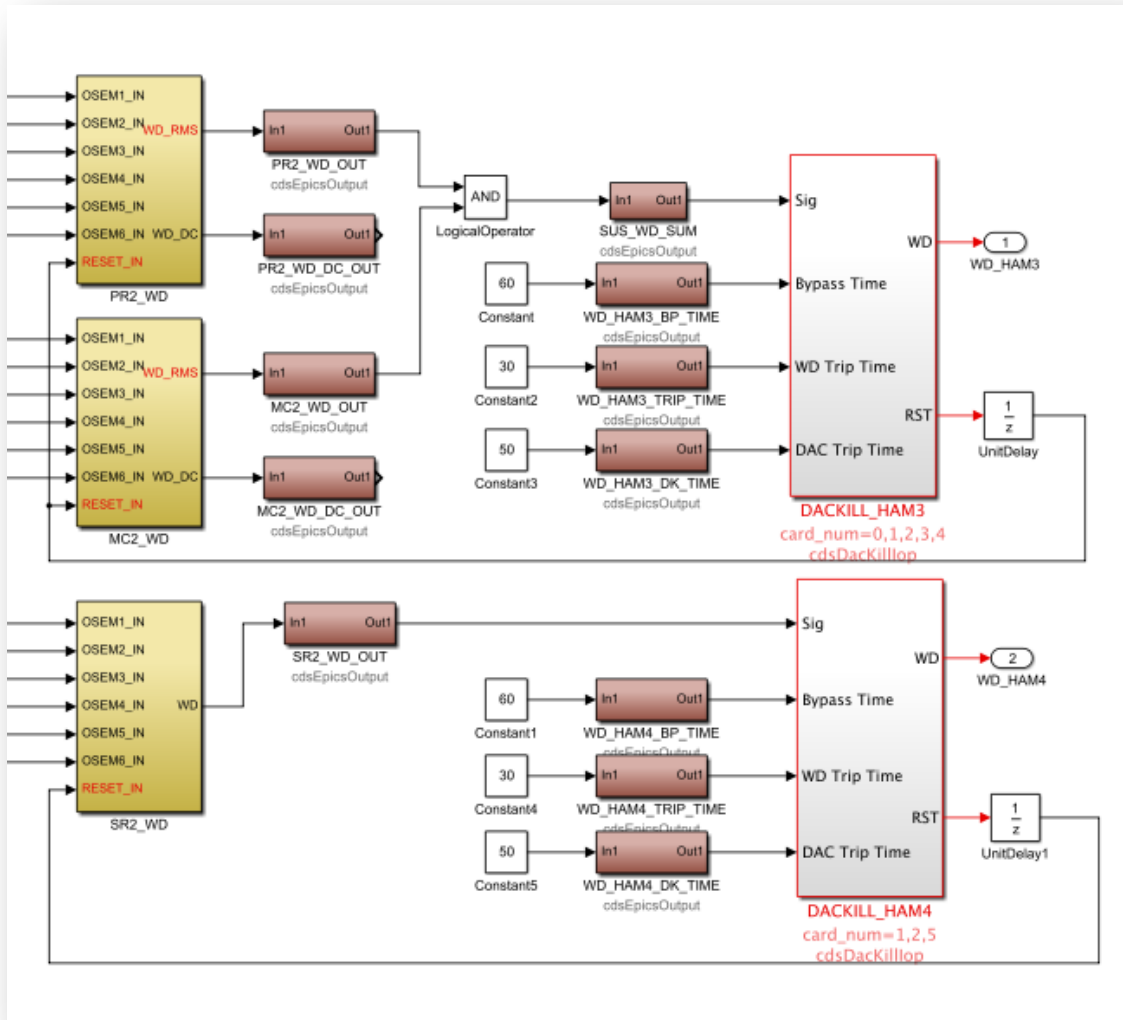 OSEM1_IN
OSEM2_IN
WD_RMS
OSEM3_IN
OSEM4_IN
OSEM5_IN
OSEM6_IN WD_DC
RESET_IN
PR2_WD
In1 Out1
PR2_WD_OUT
cdsEpicsOutput
In1 Out1
PR2_WD_DC_OUT
cdsEpicsOutput
AND
LogicalOperator
In1 Out1
SUS_WD_SUM
cdsEpicsOutput
60
Constant
In1 Out1
WD_HAM3_BP_TIME
cdsEpicsOutput
30
Constant2
In1 Out1
WD_HAM3_TRIP_TIME
cdsEpicsOutput
50
Constant3
In1 Out1
WD_HAM3_DK_TIME
cdsEpicsOutput
Sig
WD
Bypass Time
WD Trip Time
RST
DAC Trip Time
DACKILL_HAM3
card_num=0,1,2,3,4
cdsDacKillIop
1
WD_HAM3
1
z
UnitDelay
OSEM1_IN
OSEM2_IN
WD_RMS
OSEM3_IN
OSEM4_IN
OSEM5_IN
OSEM6_IN WD_DC
RESET_IN
MC2_WD
In1 Out1
MC2_WD_OUT
cdsEpicsOutput
In1 Out1
MC2_WD_DC_OUT
cdsEpicsOutput
OSEM1_IN
OSEM2_IN
OSEM3_IN
OSEM4_IN WD
OSEM5_IN
OSEM6_IN
RESET_IN
SR2_WD
In1 Out1
SR2_WD_OUT
cdsEpicsOutput
60
Constant1
In1 Out1
WD_HAM4_BP_TIME
cdsEpicsOutput
30
Constant4
In1 Out1
WD_HAM4_TRIP_TIME
cdsEpicsOutput
50
Constant5
In1 Out1
WD_HAM4_DK_TIME
cdsEpicsOutput
Sig
WD
Bypass Time
WD Trip Time
RST
DAC Trip Time
DACKILL_HAM4
card_num=1,2,5
cdsDacKillIop
2
WD_HAM4
1
z
UnitDelay1